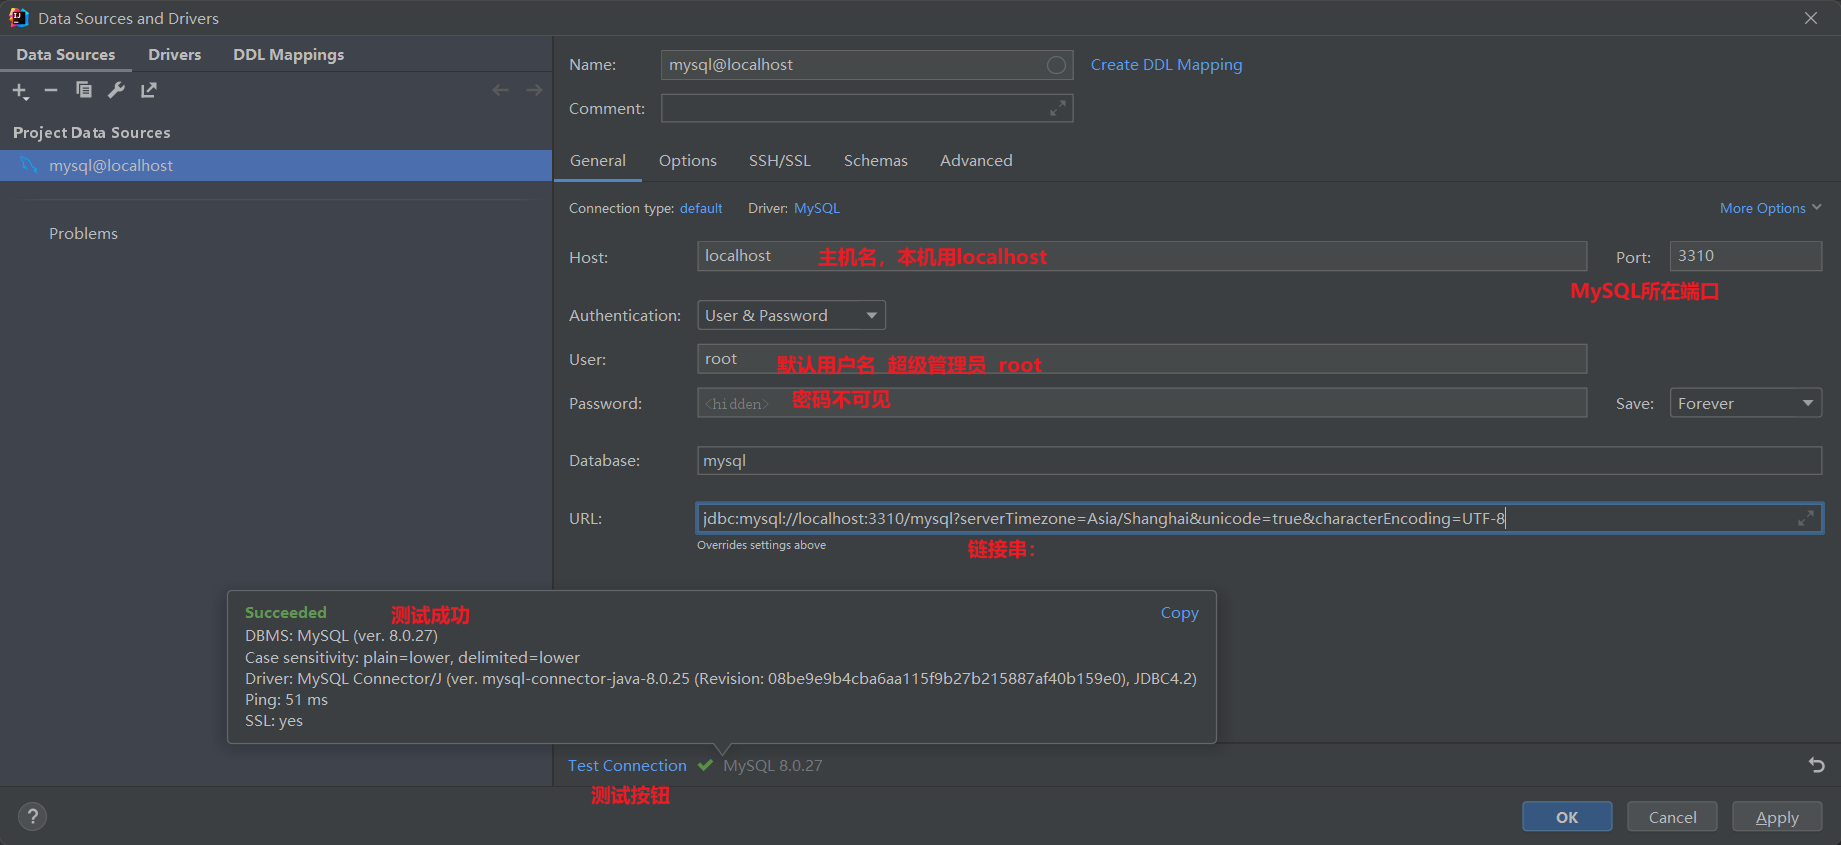 Data Sources and Drivers
Data Sources Drivers DDL Mappings
Project Data Sources
mysql@localhost
Problems
Name: mysql@localhost Create DDL Mapping
Comment:
General Options SSH/SSL Schemas Advanced
Connection type: default Driver: MySQL More Options
Host: localhost 主机名，本机用localhost Port: 3310
MySQL所在端口
Authentication: User & Password
User: root 默认用户名 超级管理员 root
Password: <hidden> 密码不可见 Save: Forever
Database: mysql
URL: jdbc:mysql://localhost:3310/mysql?serverTimezone=Asia/Shanghai&unicode=true&characterEncoding=UTF-8
Overrides settings above 链接串：
Succeeded 测试成功 Copy
DBMS: MySQL (ver. 8.0.27)
Case sensitivity: plain=lower, delimited=lower
Driver: MySQL Connector/J (ver. mysql-connector-java-8.0.25 (Revision: 08be9e9b4cba6aa115f9b27b215887af40b159e0), JDBC4.2)
Ping: 51 ms
SSL: yes
Test Connection MySQL 8.0.27
测试按钮
? OK Cancel Apply